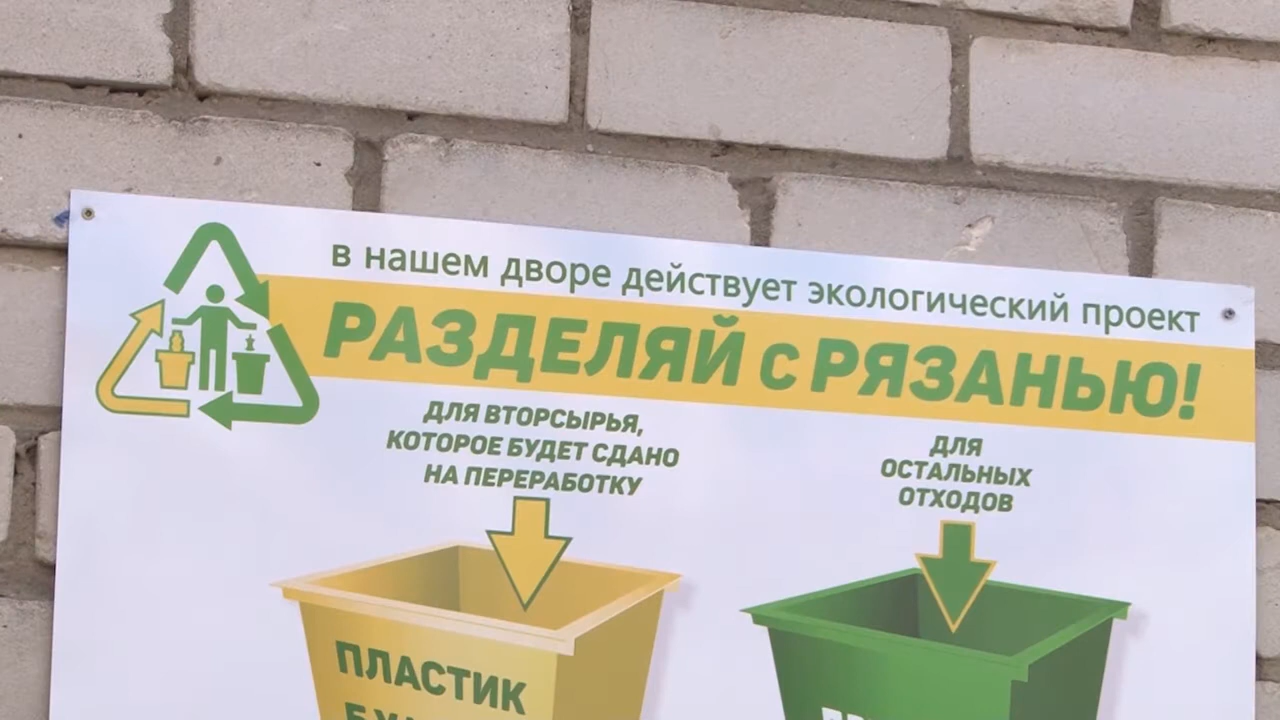 в нашем дворе действует экологический проект
РАЗДЕЛЯЙ с РЯЗАНЬЮ!
ДЛЯ ВТОРСЫРЬЯ,
КОТОРОЕ БУДЕТ СДАНО
НА ПЕРЕРАБОТКУ
ДЛЯ
ОСТАЛЬНЫХ
ОТХОДОВ
ПЛАСТИК